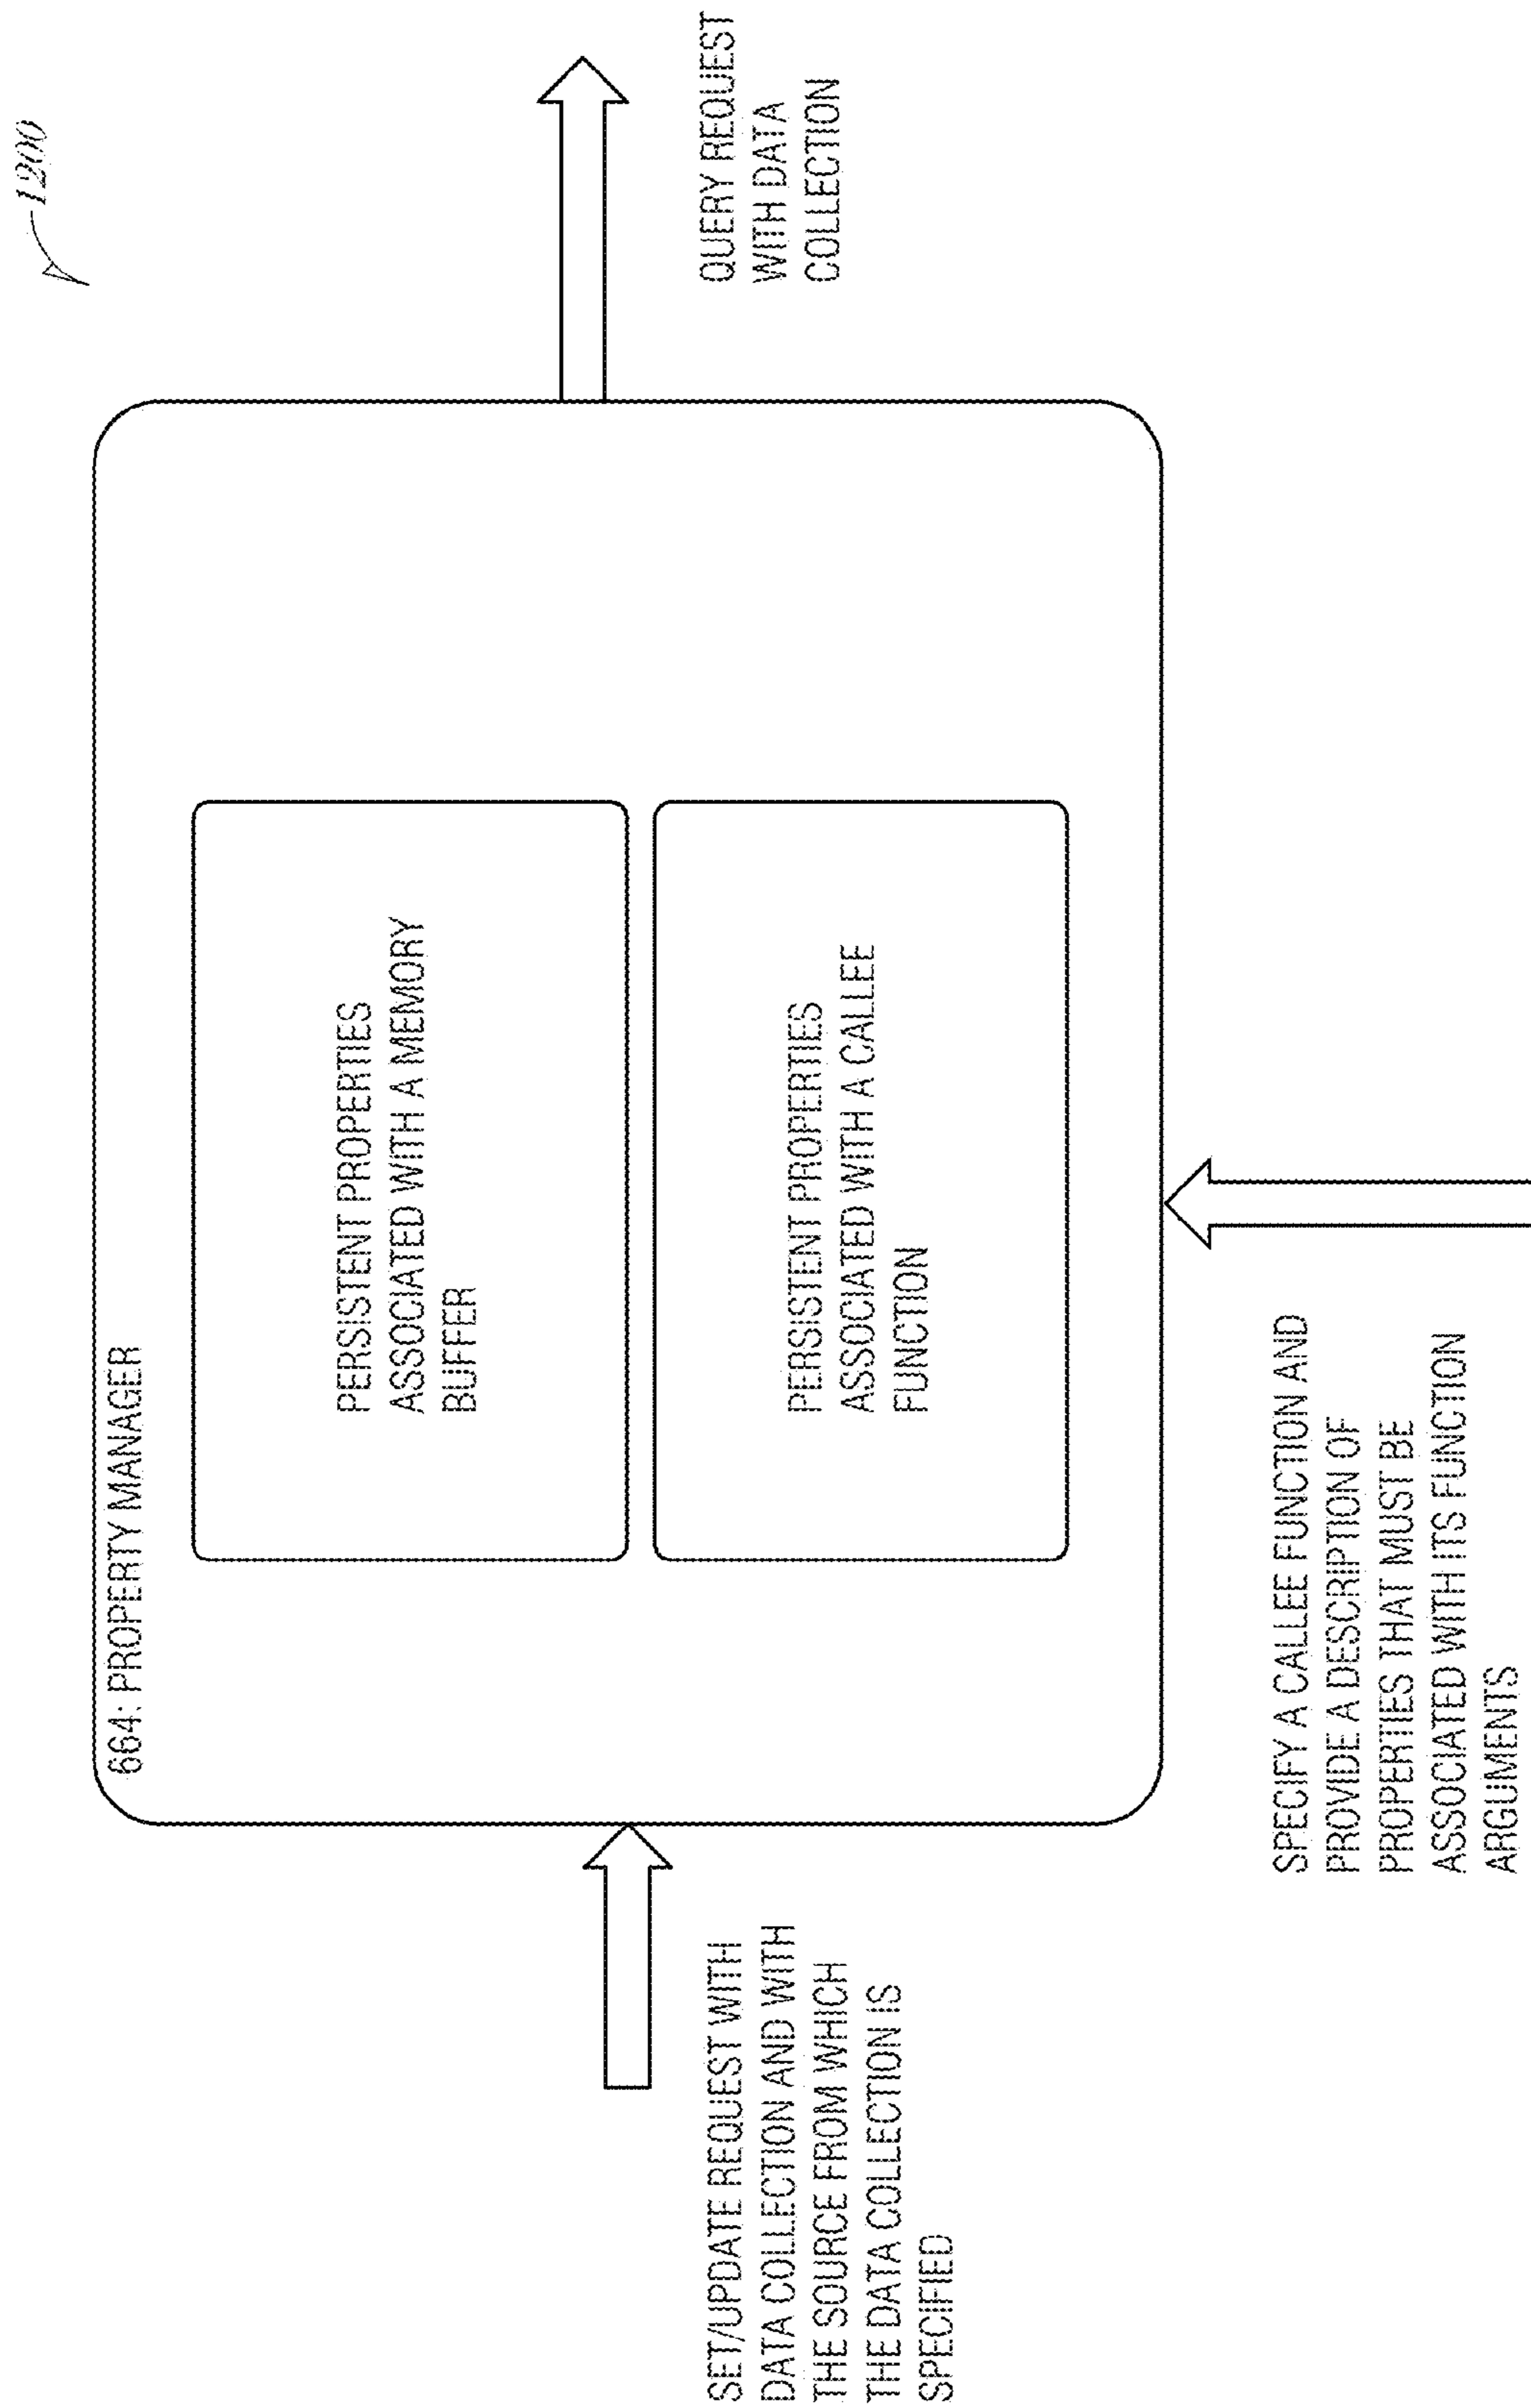 1200
664: PROPERTY MANAGER
PERSISTENT PROPERTIES
ASSOCIATED WITH A MEMORY
BUFFER
PERSISTENT PROPERTIES
ASSOCIATED WITH A CALLEE
FUNCTION
SET/UPDATE REQUEST WITH
DATA COLLECTION AND WITH
THE SOURCE FROM WHICH
THE DATA COLLECTION IS
SPECIFIED
QUERY REQUEST
WITH DATA
COLLECTION
SPECIFY A CALLEE FUNCTION AND
PROVIDE A DESCRIPTION OF
PROPERTIES THAT MUST BE
ASSOCIATED WITH ITS FUNCTION
ARGUMENTS